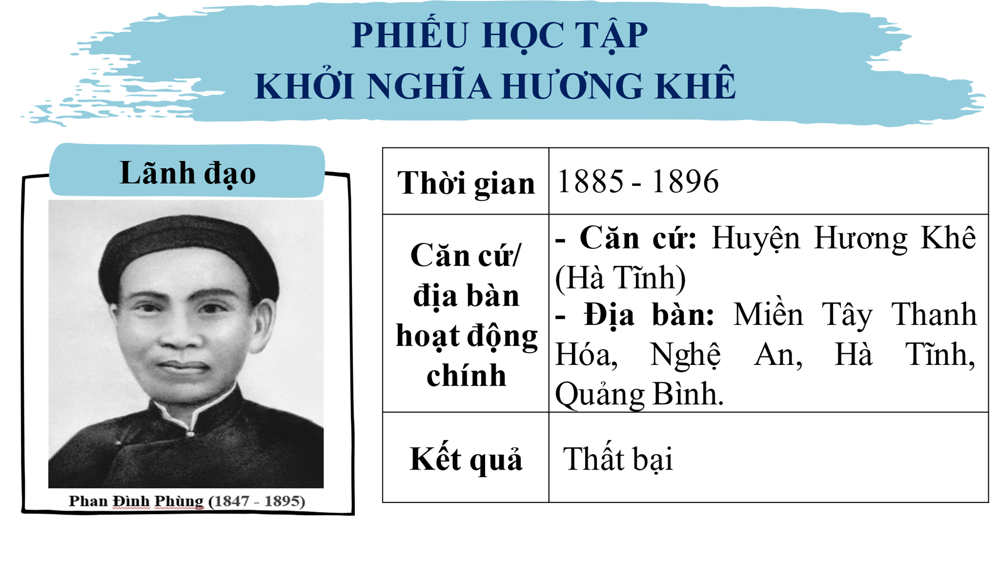 PHIẾU HỌC TẬP
KHỞI NGHĨA HƯƠNG KHÊ
Lãnh đạo
Phan Đình Phùng (1847 - 1895)
Thời gian
1885 - 1896
Căn cứ/
địa bàn
hoạt động
chính
- Căn cứ: Huyện Hương Khê
(Hà Tĩnh)
- Địa bàn: Miền Tây Thanh
Hóa, Nghệ An, Hà Tĩnh,
Quảng Bình.
Kết quả
Thất bại